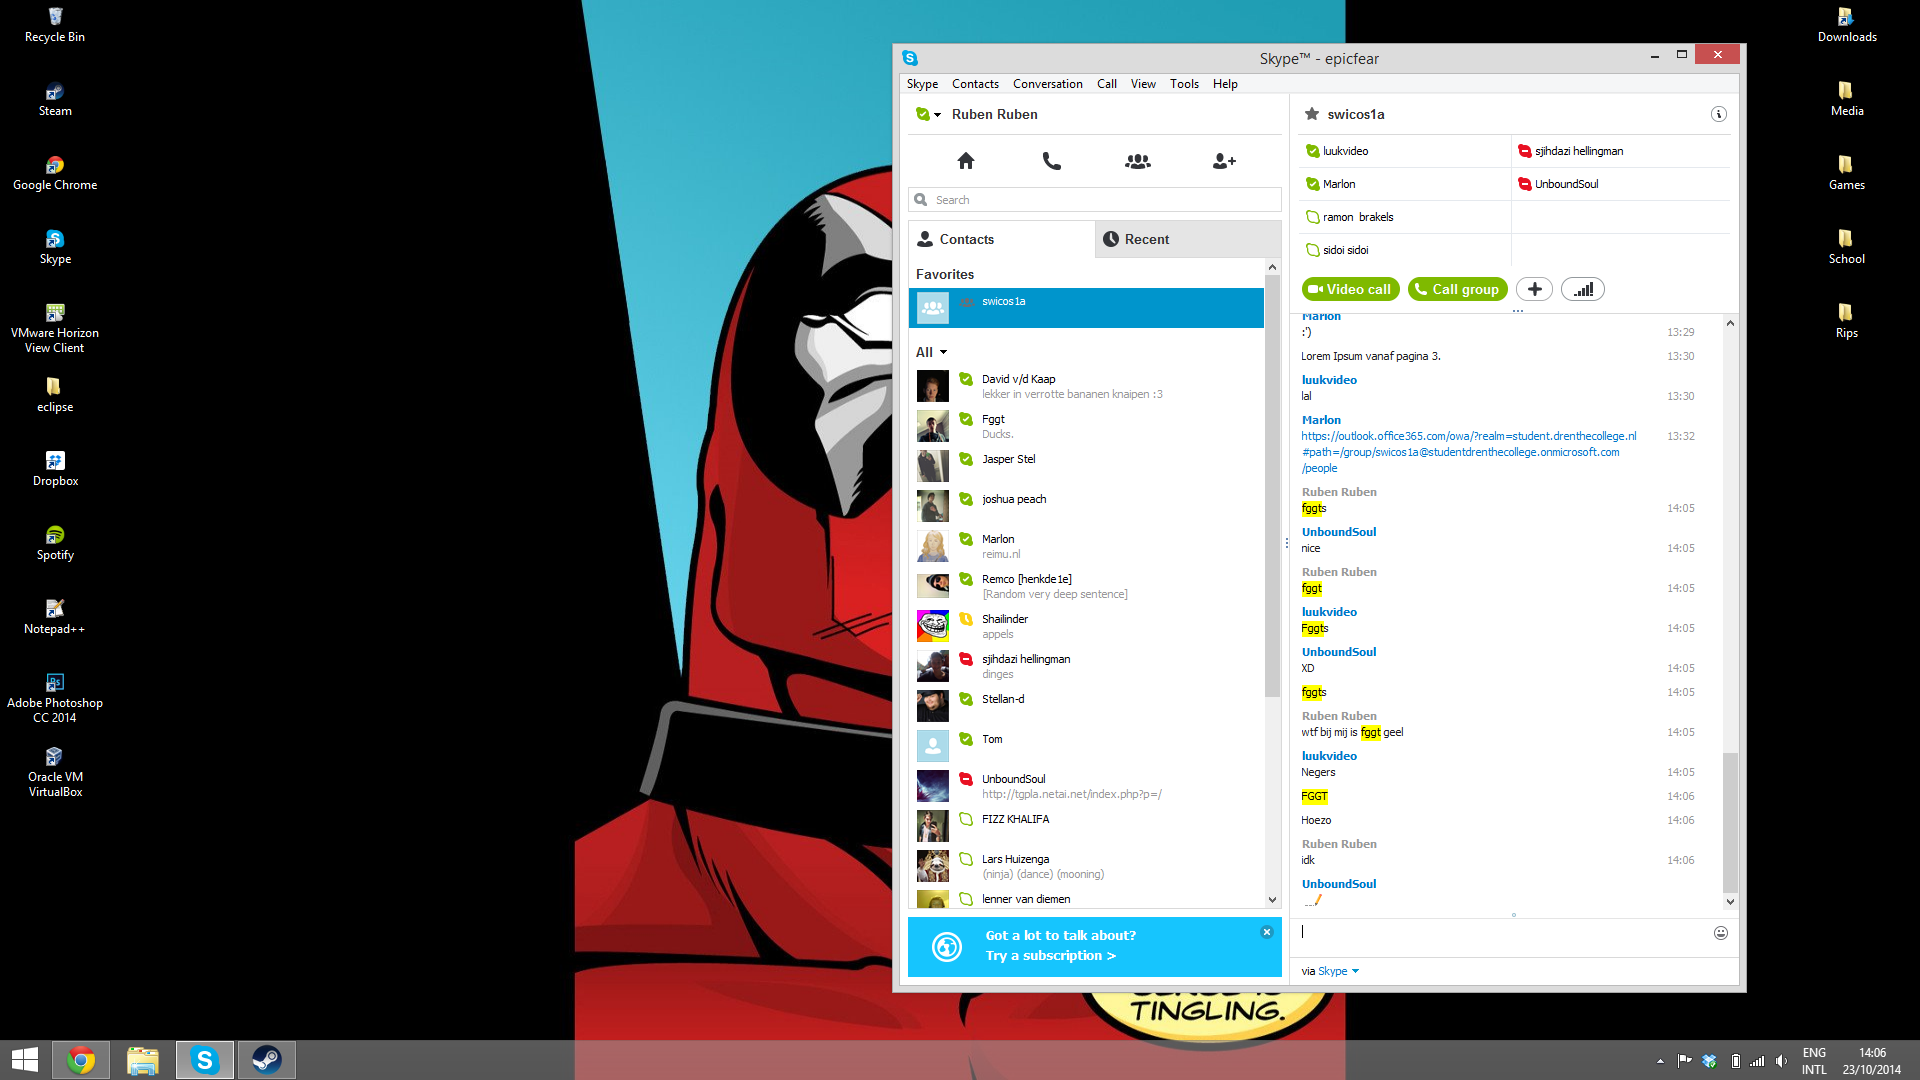 Recycle Bin
Steam
Google Chrome
Skype
VMware Horizon
View Client
eclipse
Dropbox
Spotify
Notepad++
Adobe Photoshop
CC 2014
Oracle VM
VirtualBox
Skype™ - epicfear
Skype Contacts Conversation Call View Tools Help
Ruben Ruben
Search
Contacts
Recent
Favorites
swicos1a
All
David v/d Kaap
lekker in verrotte bananen knaipen :3
Fggt
Ducks.
Jasper Stel
joshua peach
Marlon
reimu.nl
Remco [henkde1e]
[Random very deep sentence]
Shailinder
appels
sjihdazi hellingman
dinges
Stellan-d
Tom
UnboundSoul
http://tgpla.netai.net/index.php?p=/
FIZZ KHALIFA
Lars Huizenga
(ninja) (dance) (mooning)
lenner van diemen
Got a lot to talk about?
Try a subscription >
swicos1a
luukvideo
sjihdazi hellingman
Marlon
UnboundSoul
ramon brakels
sidoi sidoi
Video call
Call group
Marlon
:') 13:29
Lorem Ipsum vanaf pagina 3. 13:30
luukvideo
lal 13:30
Marlon
https://outlook.office365.com/owa/?realm=student.drenthecollege.nl 13:32
#path=/group/swicos1a@studentdrenthecollege.onmicrosoft.com
/people
Ruben Ruben
fggts 14:05
UnboundSoul
nice 14:05
Ruben Ruben
fggt 14:05
luukvideo
Fggts 14:05
UnboundSoul
XD 14:05
fggts 14:05
Ruben Ruben
wtf bij mij is fggt geel 14:05
luukvideo
Negers 14:05
FGGT 14:06
Hoezo 14:06
Ruben Ruben
idk 14:06
UnboundSoul
via Skype
TINGLING.
Downloads
Media
Games
School
Rips
ENG
INTL
14:06
23/10/2014